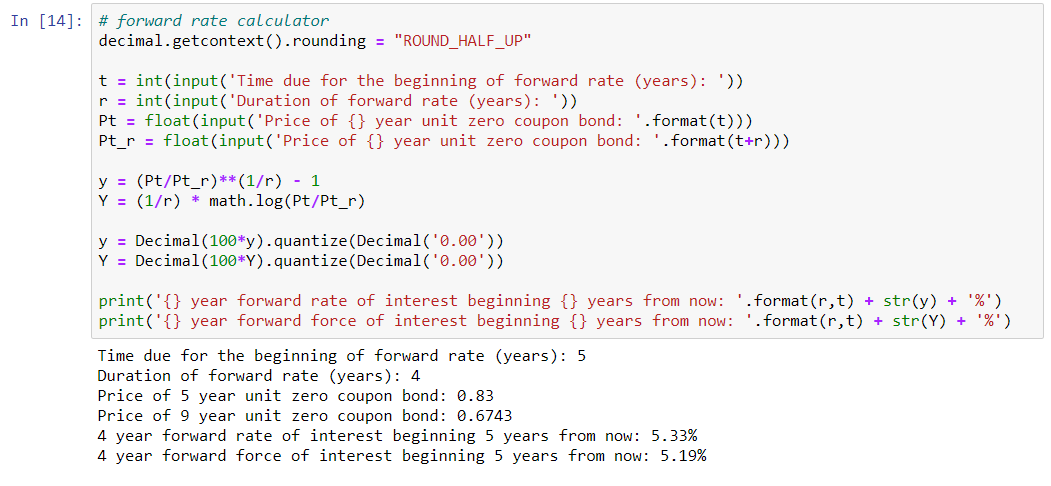 In [14]: # forward rate calculator
decimal.getcontext().rounding = "ROUND_HALF_UP"
t = int(input('Time due for the beginning of forward rate (years): '))
r = int(input('Duration of forward rate (years): '))
Pt = float(input('Price of {} year unit zero coupon bond: '.format(t)))
Pt_r = float(input('Price of {} year unit zero coupon bond: '.format(t+r)))
y = (Pt/Pt_r)**(1/r) - 1
Y = (1/r) * math.log(Pt/Pt_r)
y = Decimal(100*y).quantize(Decimal('0.00'))
Y = Decimal(100*Y).quantize(Decimal('0.00'))
print('{} year forward rate of interest beginning {} years from now: '.format(r,t) + str(y) + '%')
print('{} year forward force of interest beginning {} years from now: '.format(r,t) + str(Y) + '%')
Time due for the beginning of forward rate (years): 5
Duration of forward rate (years): 4
Price of 5 year unit zero coupon bond: 0.83
Price of 9 year unit zero coupon bond: 0.6743
4 year forward rate of interest beginning 5 years from now: 5.33%
4 year forward force of interest beginning 5 years from now: 5.19%